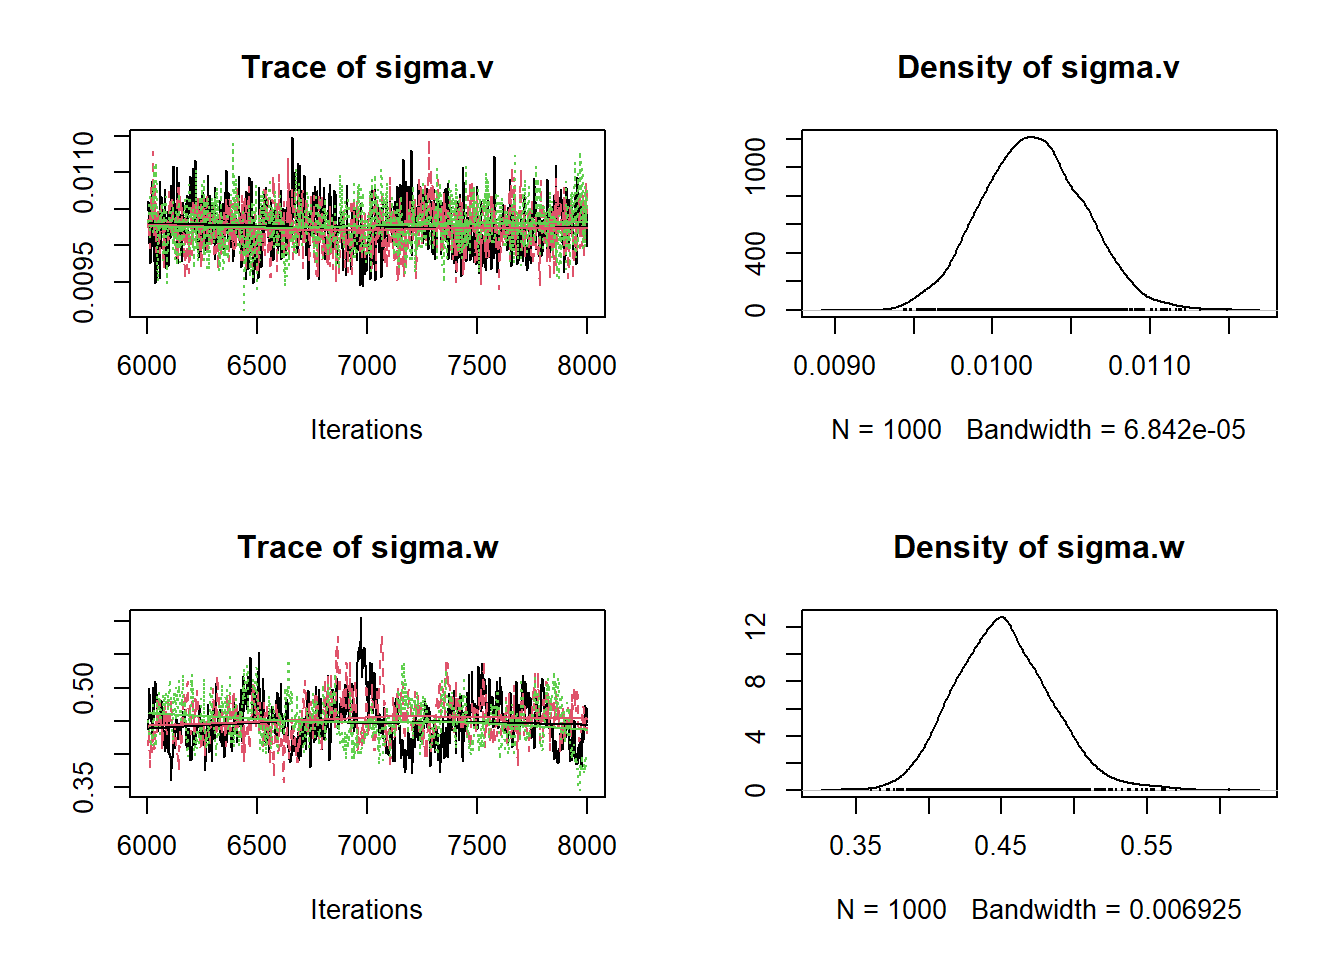 Trace of sigma.v
0.0095 0.0110
6000 6500 7000 7500 8000
Iterations
Density of sigma.v
0 400 1000
0.0090 0.0100 0.0110
N = 1000 Bandwidth = 6.842e-05
Trace of sigma.w
0.35 0.50
6000 6500 7000 7500 8000
Iterations
Density of sigma.w
0 4 8 12
0.35 0.45 0.55
N = 1000 Bandwidth = 0.006925